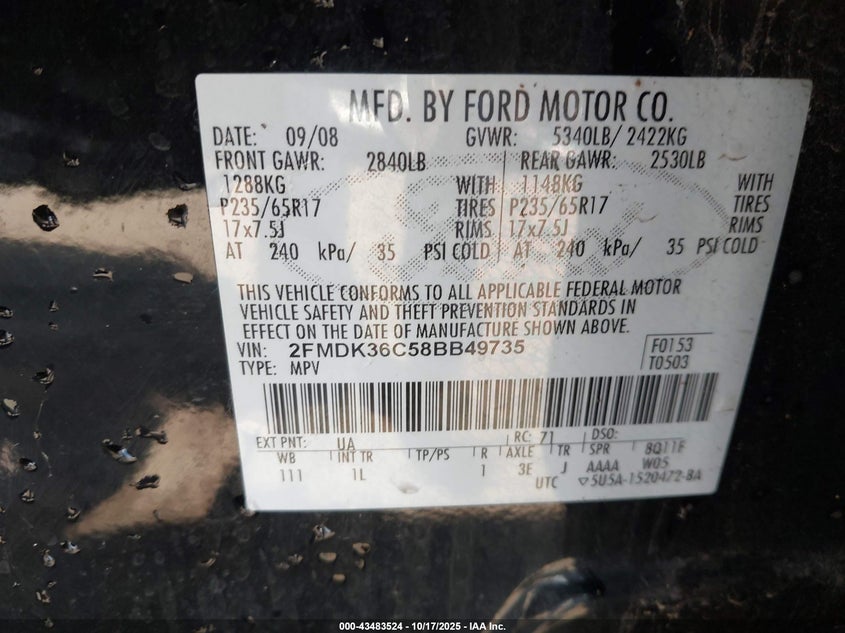 MFD. BY FORD MOTOR CO.
DATE: 09/08 GVWR: 5340LB/ 2422KG
FRONT GAWR: 2840LB REAR GAWR: 2530LB
1288KG WITH 1148KG WITH
P235/65R17 TIRES P235/65R17 TIRES
17x7.5J RIMS 17x7.5J RIMS
AT 240 kPa/ 35 PSI COLD AT 240 kPa/ 35 PSI COLD
THIS VEHICLE CONFORMS TO ALL APPLICABLE FEDERAL MOTOR
VEHICLE SAFETY AND THEFT PREVENTION STANDARDS IN
EFFECT ON THE DATE OF MANUFACTURE SHOWN ABOVE.
VIN: 2FMDK36C58BB49735 F0153
TYPE: MPV T0503
EXT PNT: UA RC: 71 DSO:
WB INT TR TP/PS R AXLE TR SPR 8Q11F
111 1L 1 3E J AAAA W05
UTC ▽5U5A-1520472-BA
000-43483524 - 10/17/2025 - IAA Inc.